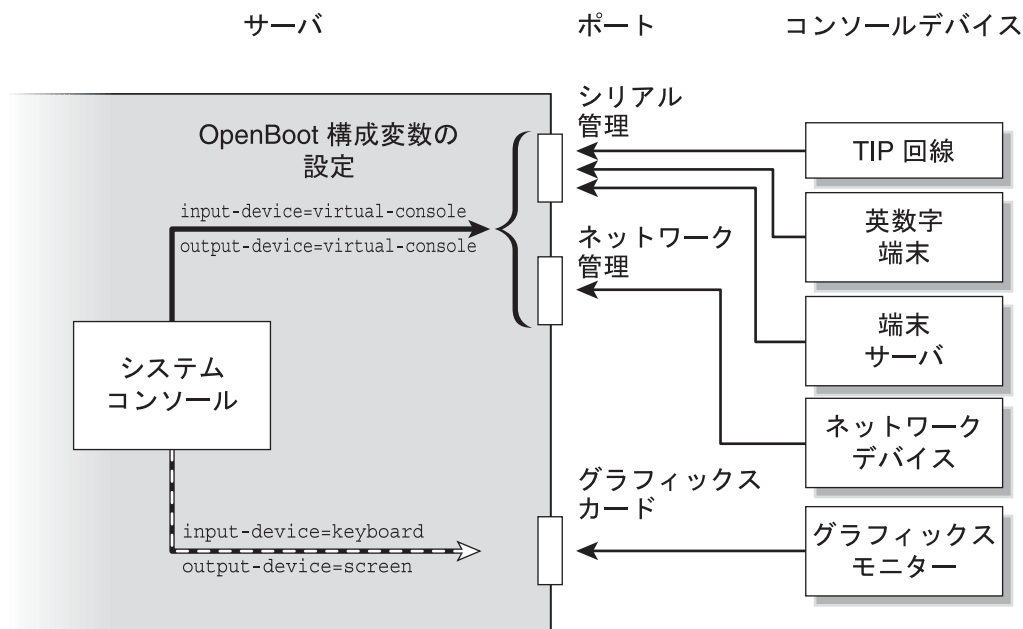 サーバ
ポート
コンソールデバイス
OpenBoot 構成変数の
設定
input-device=virtual-console
output-device=virtual-console
システム
コンソール
input-device=keyboard
output-device=screen
シリアル
管理
ネットワーク
管理
グラフィックス
カード
TIP 回線
英数字
端末
端末
サーバ
ネットワーク
デバイス
グラフィックス
モニター